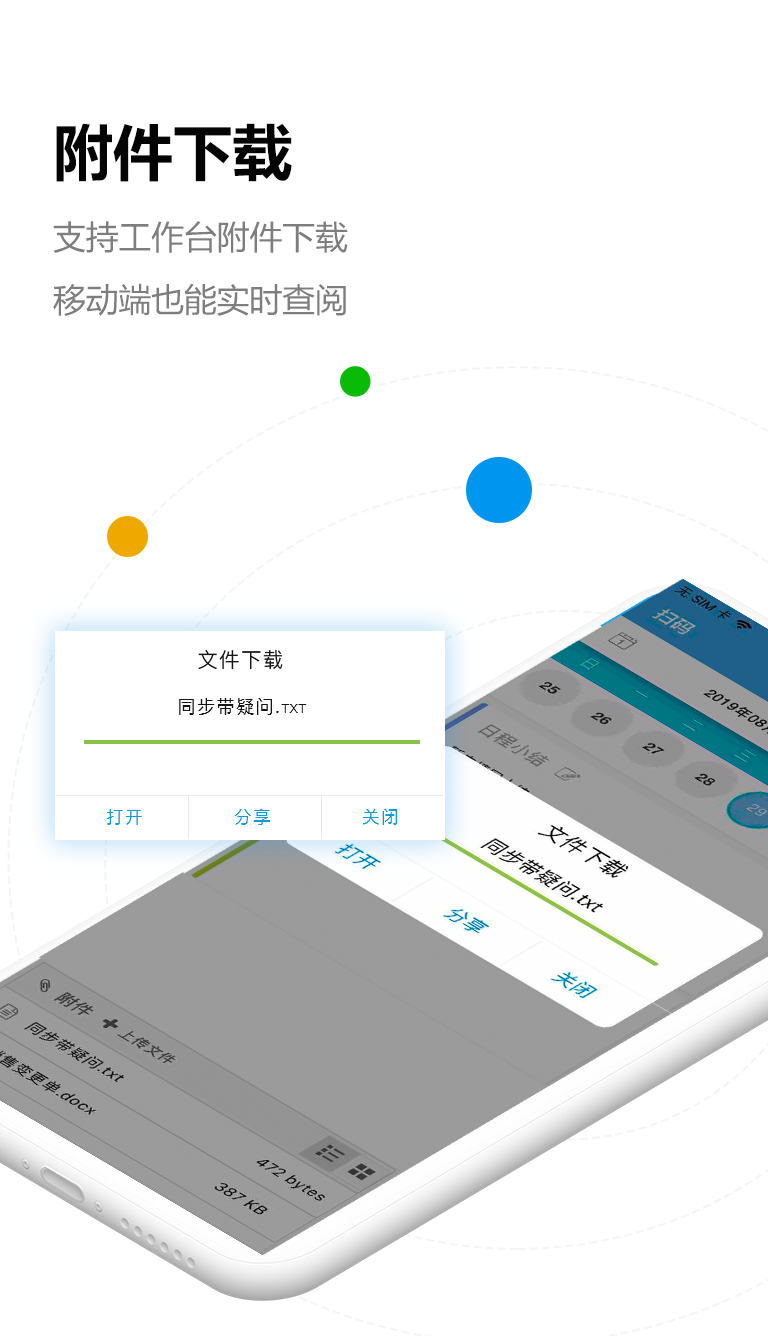 附件下载
支持工作台附件下载
移动端也能实时查阅
文件下载
同步带疑问.TXT
打开 分享 关闭
无 SIM 卡
扫码
1
2019年08
日 一 二 三
25 26 27 28 29
日程小结
文件下载
同步带疑问.txt
打开 分享 关闭
附件 上传文件
同步带疑问.txt
472 bytes
售变更单.docx
387 KB